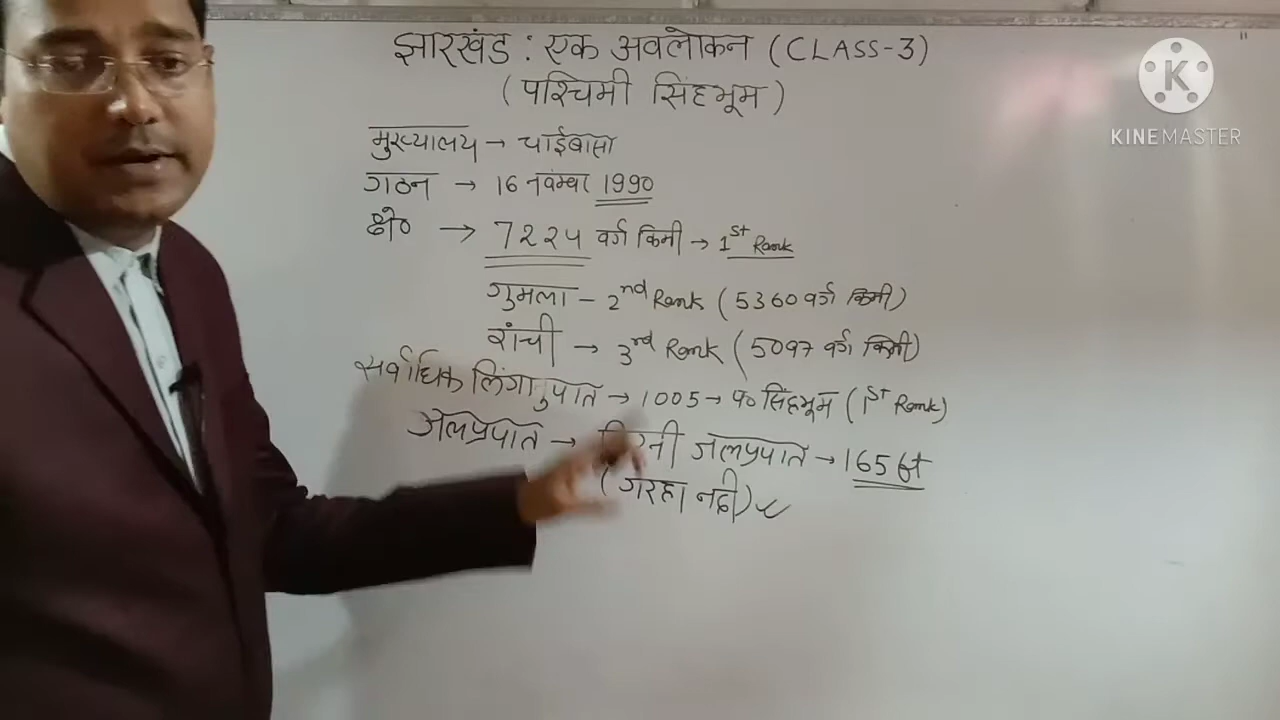 झारखंड : एक अवलोकन (CLASS-3)
(पश्चिमी सिंहभूम)
मुख्यालय → चाईबासा
गठन → 16 नवम्बर 1990
क्षे० → 7224 वर्ग किमी → 1st Rank
गुमला - 2nd Rank (5360 वर्ग किमी)
रांची → 3rd Rank (5097 वर्ग किमी)
सर्वाधिक लिंगानुपात → 1005 → प० सिंहभूम (1st Rank)
जलप्रपात → जलप्रपात → 165 ft
(गरहा नदी)
KINEMASTER